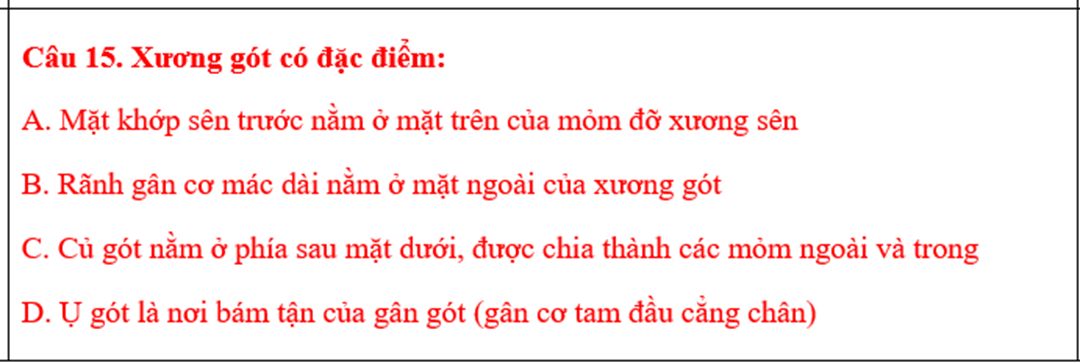 Câu 15. Xương gót có đặc điểm:
A. Mặt khớp sên trước nằm ở mặt trên của mỏm đỡ xương sên
B. Rãnh gân cơ mác dài nằm ở mặt ngoài của xương gót
C. Củ gót nằm ở phía sau mặt dưới, được chia thành các mỏm ngoài và trong
D. Ụ gót là nơi bám tận của gân gót (gân cơ tam đầu cẳng chân)